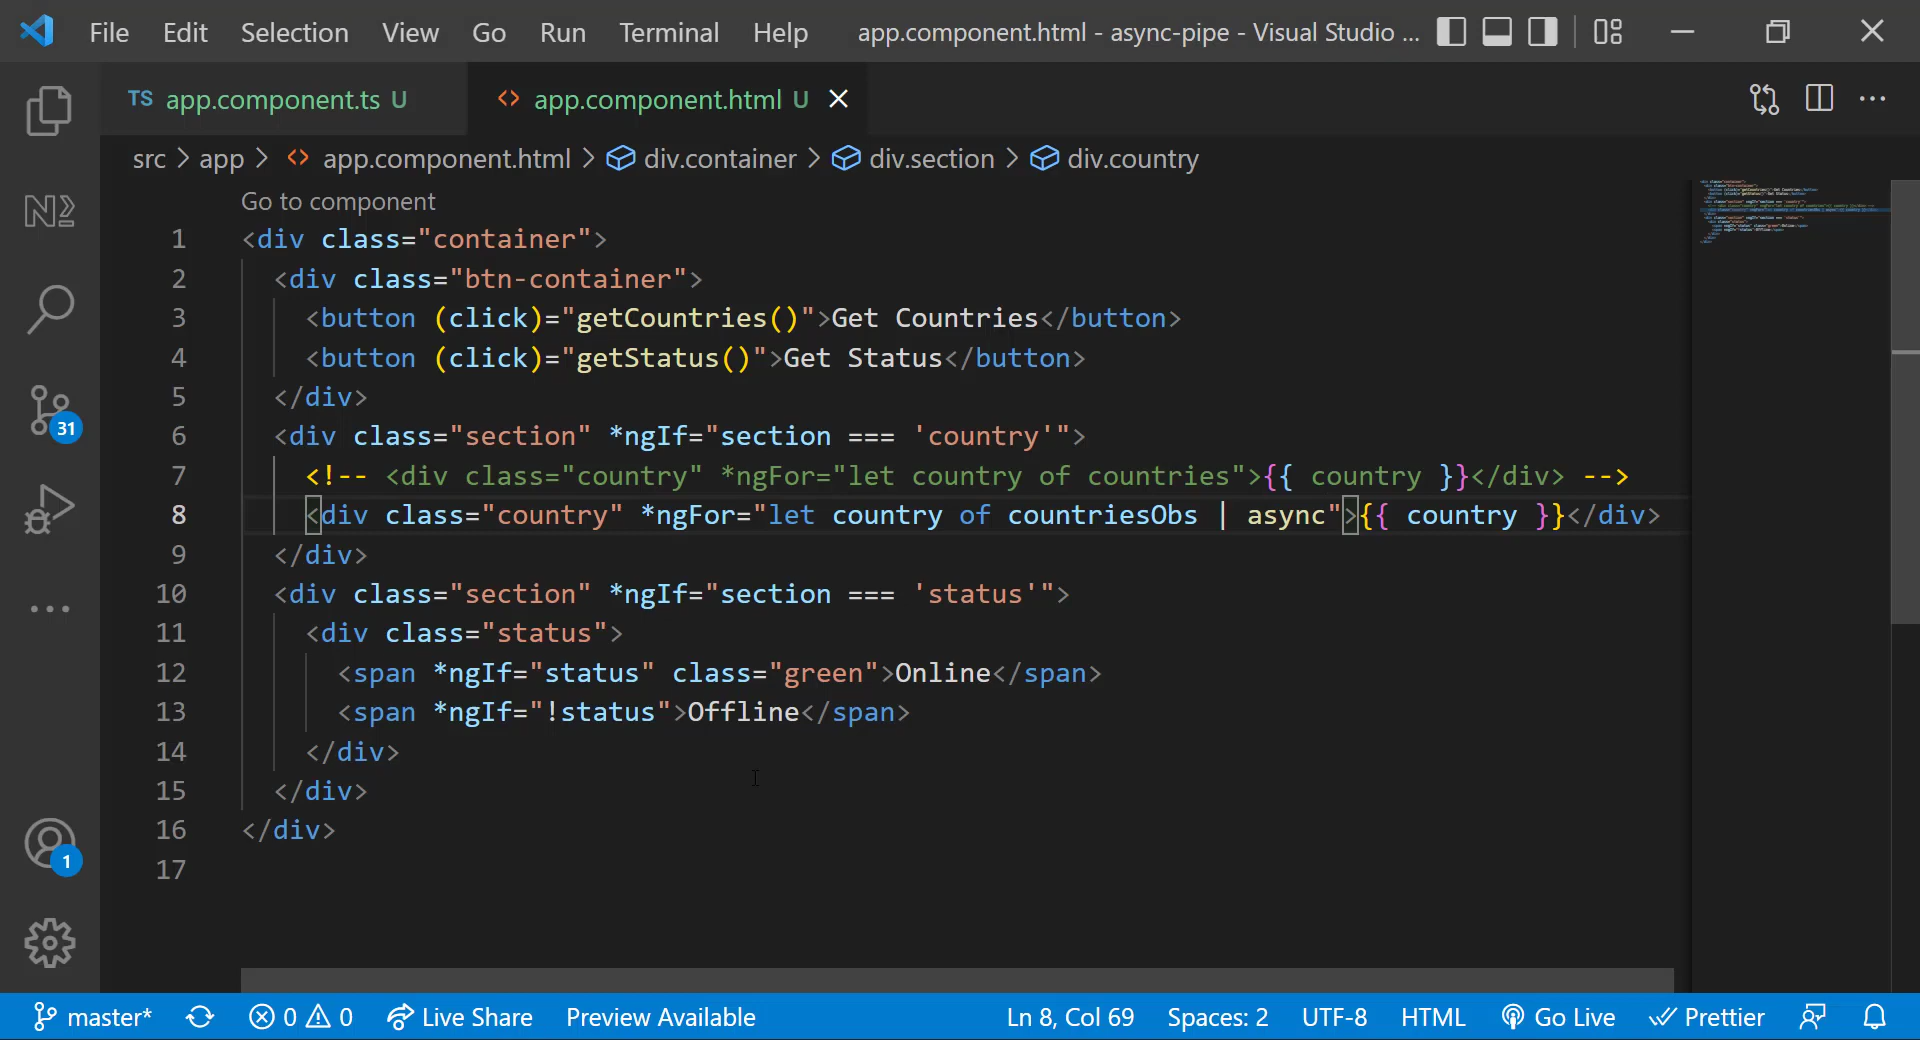 File Edit Selection View Go Run Terminal Help app.component.html - async-pipe - Visual Studio ...
TS app.component.ts U <> app.component.html U
src > app > <> app.component.html > div.container > div.section > div.country
Go to component
1 <div class="container">
2 <div class="btn-container">
3 <button (click)="getCountries()">Get Countries</button>
4 <button (click)="getStatus()">Get Status</button>
5 </div>
6 <div class="section" *ngIf="section === 'country'">
7 <!-- <div class="country" *ngFor="let country of countries">{{ country }}</div> -->
8 <div class="country" *ngFor="let country of countriesObs | async">{{ country }}</div>
9 </div>
10 <div class="section" *ngIf="section === 'status'">
11 <div class="status">
12 <span *ngIf="status" class="green">Online</span>
13 <span *ngIf="!status">Offline</span>
14 </div>
15 </div>
16 </div>
17
31
1
master* 0 0 Live Share Preview Available Ln 8, Col 69 Spaces: 2 UTF-8 HTML Go Live Prettier